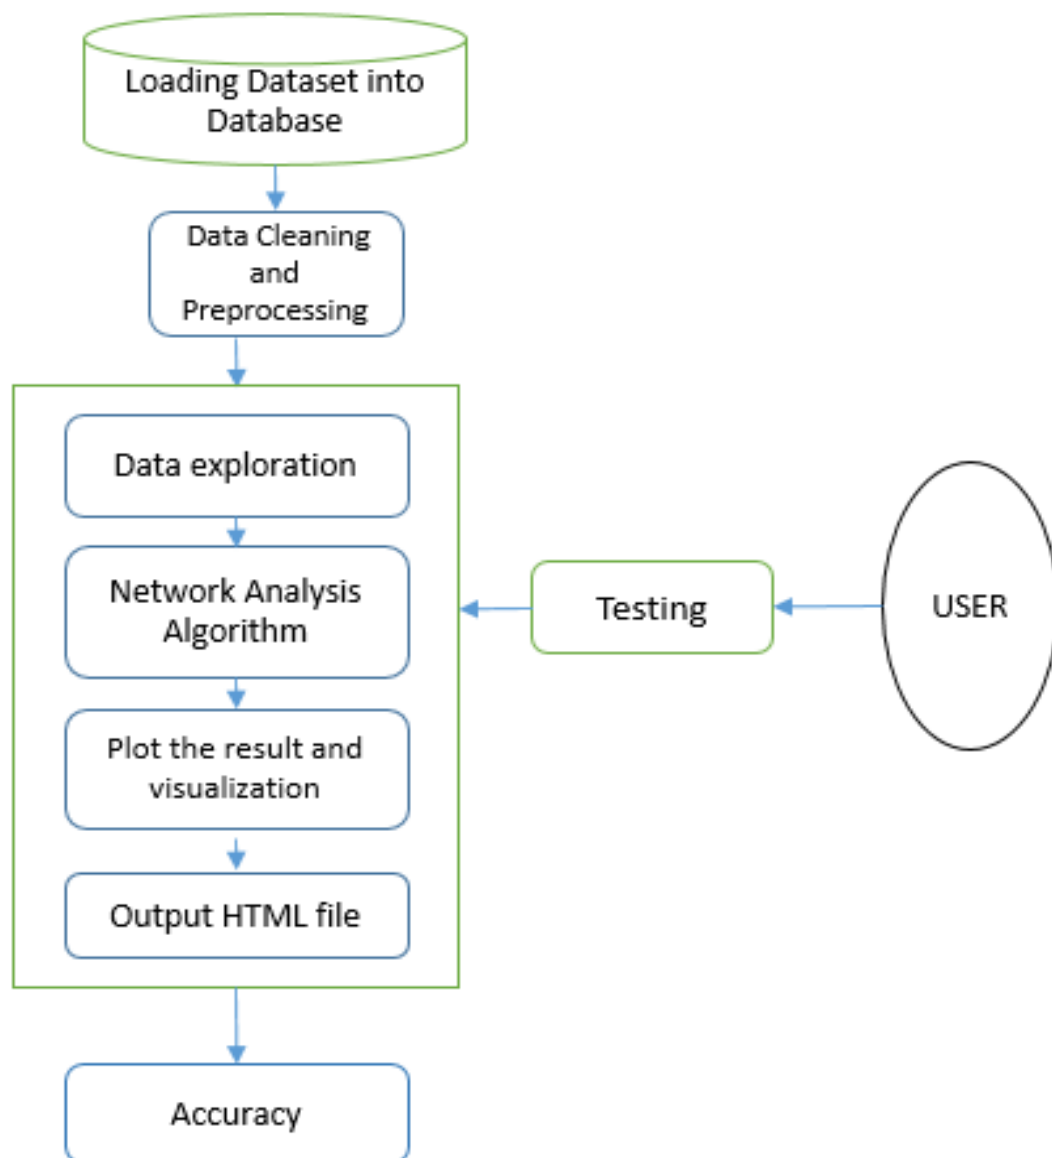 Loading Dataset into
Database
Data Cleaning
and
Preprocessing
Data exploration
Network Analysis
Algorithm
Plot the result and
visualization
Output HTML file
Accuracy
Testing
USER